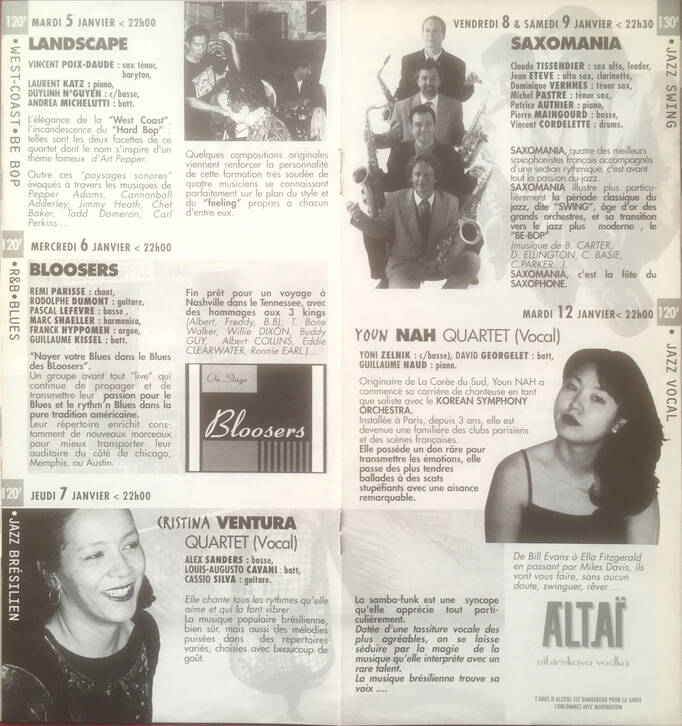 120'
MARDI 5 JANVIER < 22h00
• WEST-COAST • BE BOP
LANDSCAPE
VINCENT POIX-DAUDE : sax ténor,
baryton,
LAURENT KATZ : piano,
DUYLINH N'GUYEN : c/basse,
ANDREA MICHELUTTI : batt.
L'élégance de la "West Coast",
l'incandescence du "Hard Bop" :
telles sont les deux facettes de ce
quartet dont le nom s'inspire d'un
thème fameux d'Art Pepper.
Outre ces "paysages sonores"
évoqués a travers les musiques de
Pepper Adams, Cannonball
Adderley, Jimmy Heath, Chet
Baker, Tadd Dameron, Carl
Perkins....
Quelques compositions originales
viennent renforcer la personnalité
de cette formation très soudée de
quatre musiciens se connaissant
parfaitement sur le plan du style et
du "feeling" propres à chacun
d'entre eux.
120'
MERCREDI 6 JANVIER < 22h00
• R&B • BLUES
BLOOSERS
REMI PARISSE : chant,
RODOLPHE DUMONT : guitare,
PASCAL LEFEVRE : basse ,
MARC SHAELLER : harmonica,
FRANCK HYPPOMEN : orgue,
GUILLAUME KISSEL : batt.
"Noyer votre Blues dans le Blues
des Bloosers".
Un groupe avant tout "live" qui
continue de propager et de
transmettre leur passion pour le
Blues et le rythm'n Blues dans la
pure tradition américaine.
Leur répertoire enrichit cons-
tamment de nouveaux morceaux
pour mieux transporter leur
auditoire du côté de chicago,
Memphis, ou Austin.
Fin prêt pour un voyage à
Nashville dans le Tennessee, avec
des hommages aux 3 kings
(Albert, Freddy, B.B), T. Bone
Walker, Willie DIXON, Buddy
GUY, Albert COLLINS, Eddie
CLEARWATER, Ronnie EARL)...
On Stage
Bloosers
120'
JEUDI 7 JANVIER < 22h00
• JAZZ BRÉSILIEN
CRISTINA VENTURA
QUARTET (Vocal)
ALEX SANDERS : basse,
LOUIS-AUGUSTO CAVANI : batt,
CASSIO SILVA : guitare.
Elle chante tous les rythmes qu'elle
aime et qui la font vibrer.
La musique populaire brésilienne,
bien sûr, mais aussi des mélodies
puisées dans des répertoires
variés, choisies avec beaucoup de
goût.
La samba-funk est une syncope
qu'elle apprécie tout parti-
culièrement.
Dotée d'une tassiture vocale des
plus agréables, on se laisse
séduire par la magie de la
musique qu'elle interprète avec un
rare talent.
La musique brésilienne trouve sa
voix ....
VENDREDI 8 & SAMEDI 9 JANVIER < 22h30
130'
• JAZZ SWING
SAXOMANIA
Claude TISSENDIER : sax alto, leader,
Jean ETEVE : alto sax, clarinette,
Dominique VERHNES : ténor sax,
Michel PASTRE : ténor sax,
Patrice AUTHIER : piano,
Pierre MAINGOURD : basse,
Vincent CORDELETTE : drums.
SAXOMANIA, quatre des meilleurs
saxophonistes français accompagnés
d'une section rythmique, c'est avant
tout la passion du jazz.
SAXOMANIA illustre plus particu-
lièrement la période classique du
jazz, dite "SWING", âge d'or des
grands orchestres, et sa transition
vers le jazz plus moderne , le
"BE-BOP"
(musique de B. CARTER,
D. ELLINGTON, C. BASIE,
C.PARKER...).
SAXOMANIA, c'est la fête du
SAXOPHONE.
MARDI 12 JANVIER< 22h00
120'
• JAZZ VOCAL
YOUN NAH QUARTET (Vocal)
YONI ZELNIK : c/basse), DAVID GEORGELET : batt,
GUILLAUME NAUD : piano.
Originaire de La Corée du Sud, Youn NAH a
commencé sa carrière de chanteuse en tant
que soliste avec le KOREAN SYMPHONY
ORCHESTRA.
Installée à Paris, depuis 3 ans, elle est
devenue une familière des clubs parisiens
et des scènes françaises.
Elle possède un don râre pour
transmettre les émotions, elle
passe des plus tendres
ballades à des scats
stupéfiants avec une aisance
remarquable.
De Bill Evans à Ella Fitzgerald
en passant par Miles Davis, ils
vont vous faire, sans aucun
doute, swinguer, rêver ...
ALTAÏ
sibirskaya vodka
L'ABUS D'ALCOOL EST DANGEREUX POUR LA SANTÉ
CONSOMMEZ AVEC MODÉRATION